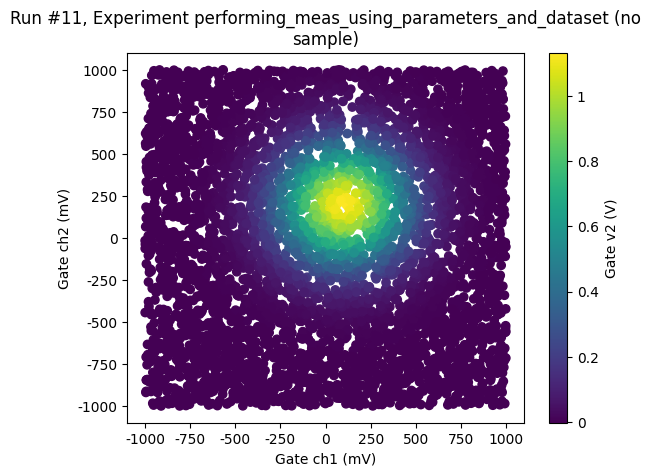 Run #11, Experiment performing_meas_using_parameters_and_dataset (no
sample)
1000
750
500
250
0
-250
-500
-750
-1000
Gate ch2 (mV)
-1000 -750 -500 -250 0 250 500 750 1000
Gate ch1 (mV)
1
0.8
0.6
0.4
0.2
0
Gate v2 (V)